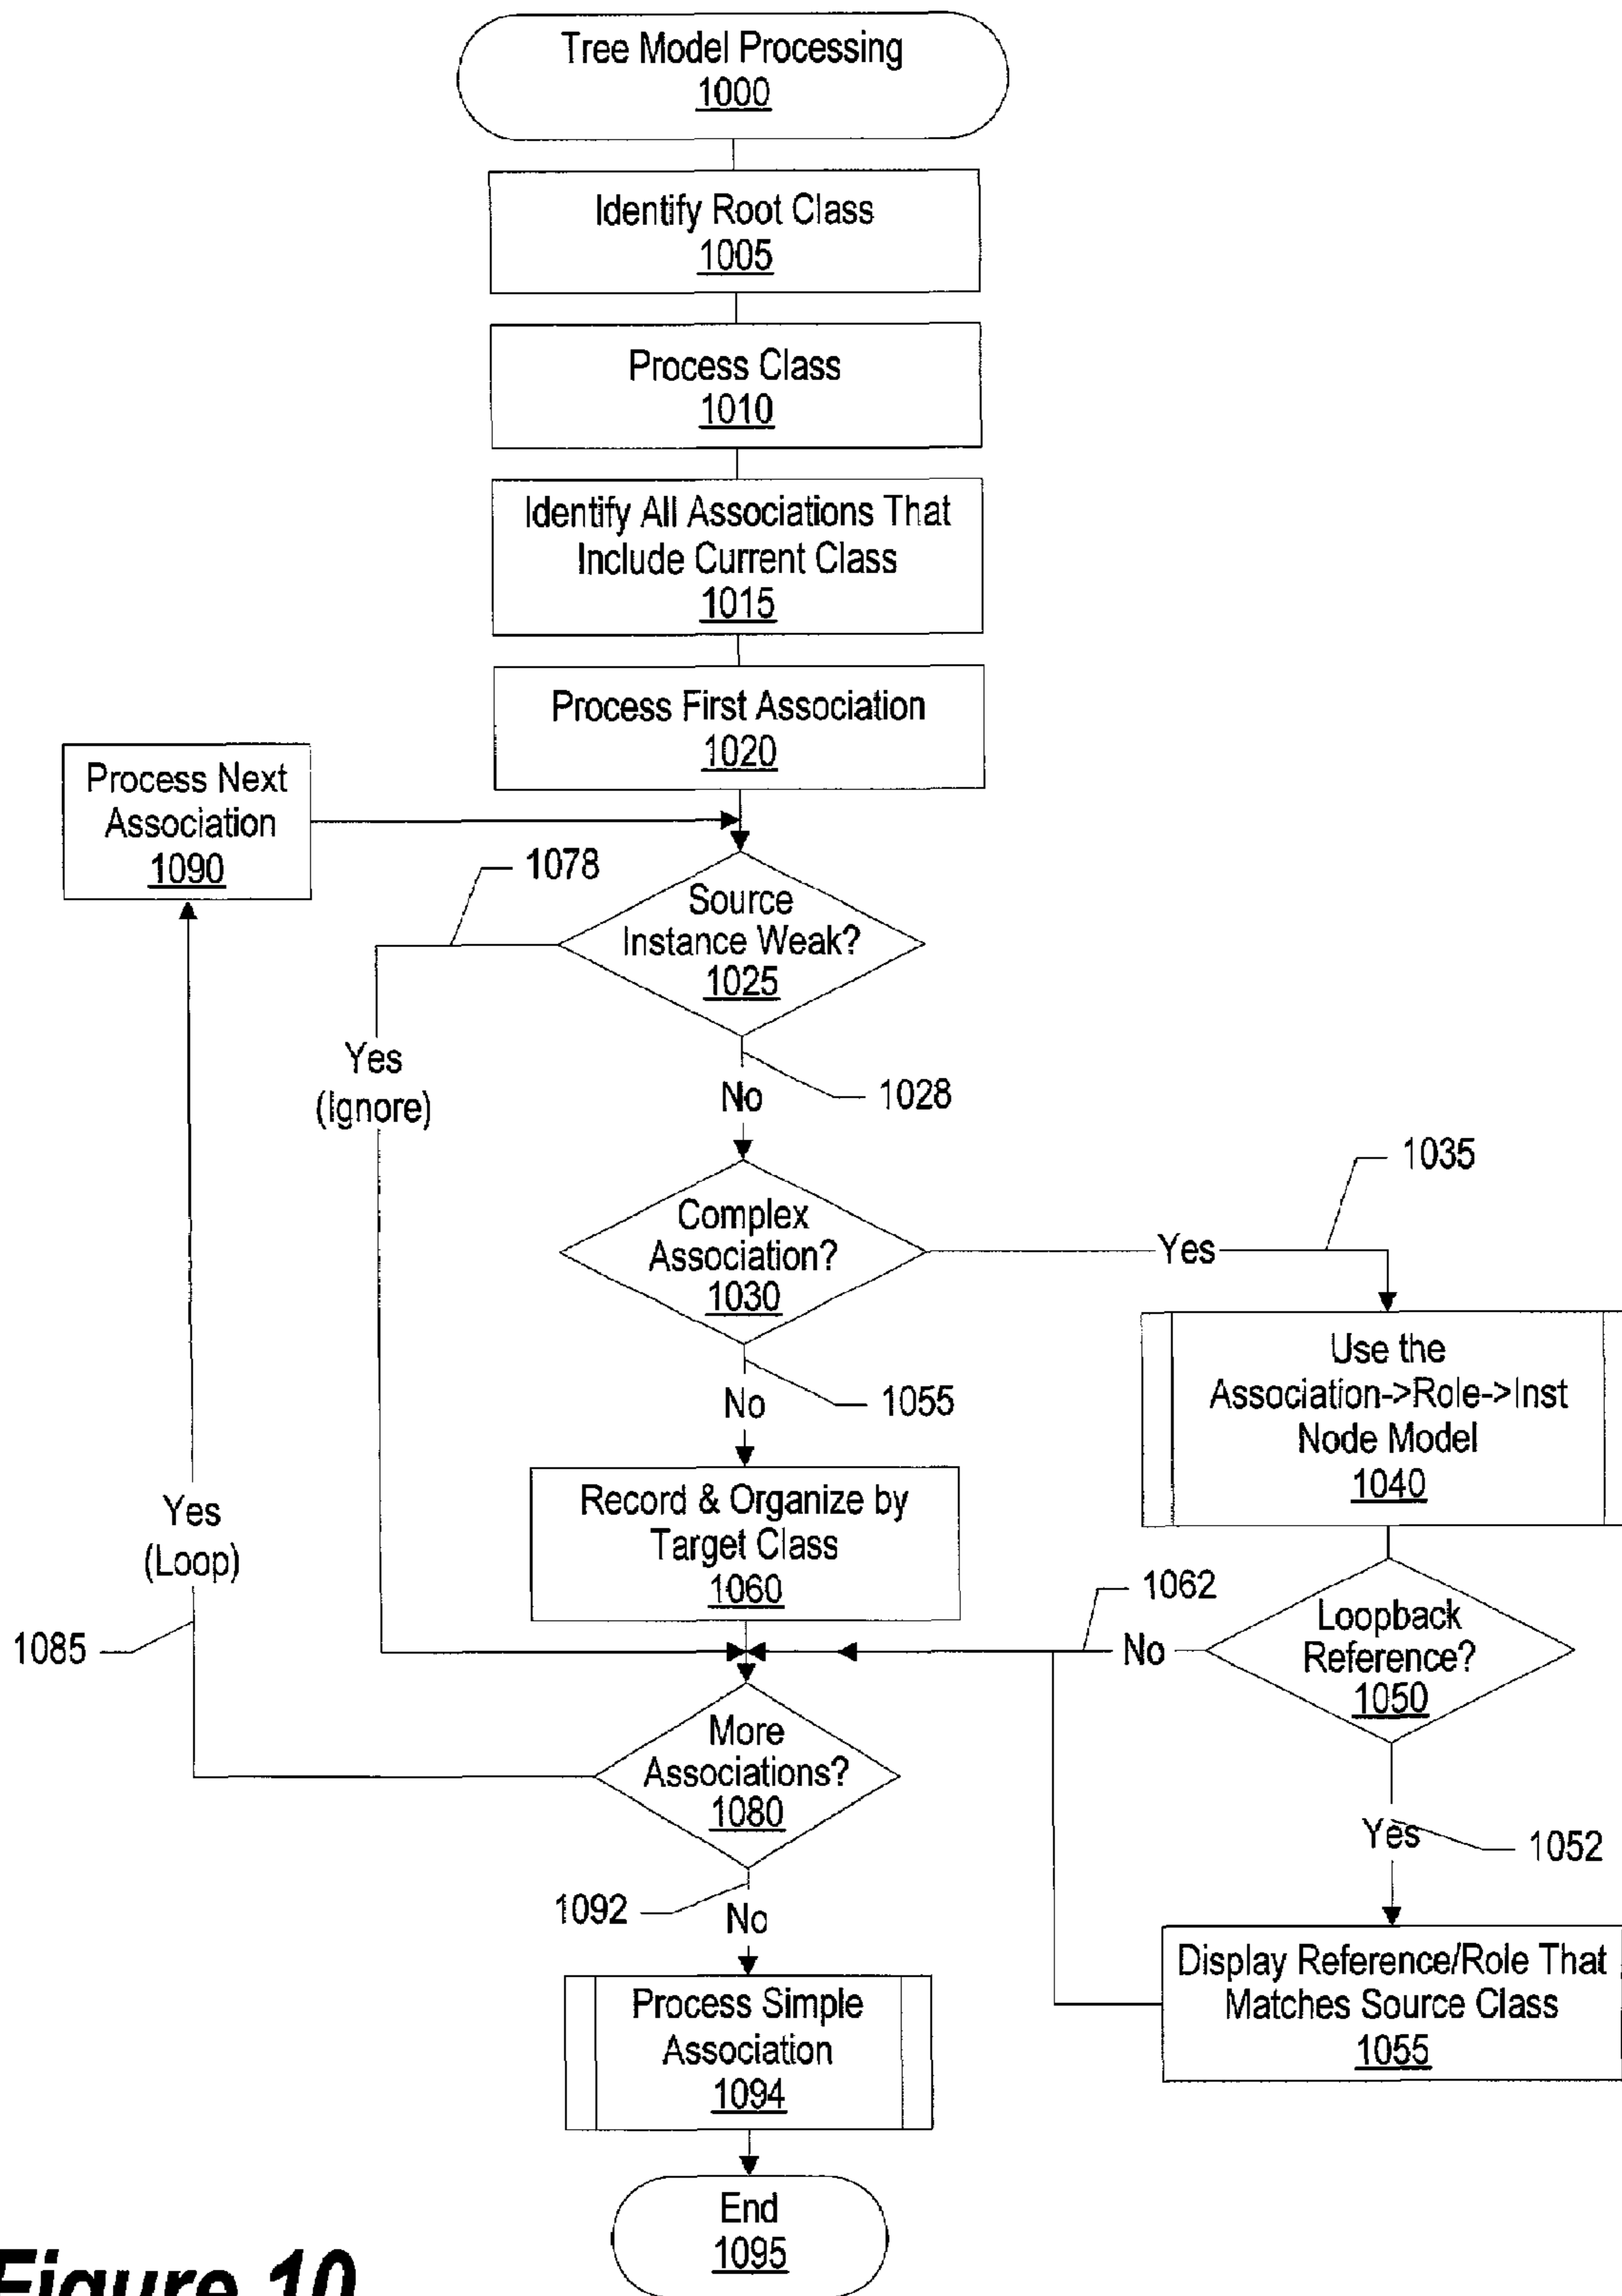 Tree Model Processing
1000
Identify Root Class
1005
Process Class
1010
Identify All Associations That
Include Current Class
1015
Process First Association
1020
Process Next
Association
1090
1078
Source
Instance Weak?
1025
Yes
(Ignore)
No
1028
1035
Complex
Association?
1030
Yes
No
1055
Use the
Association->Role->Inst
Node Model
1040
Record & Organize by
Target Class
1060
Yes
(Loop)
1062
1085
No
Loopback
Reference?
1050
More
Associations?
1080
Yes
1052
1092
No
Process Simple
Association
1094
Display Reference/Role That
Matches Source Class
1055
End
1095
Figure 10